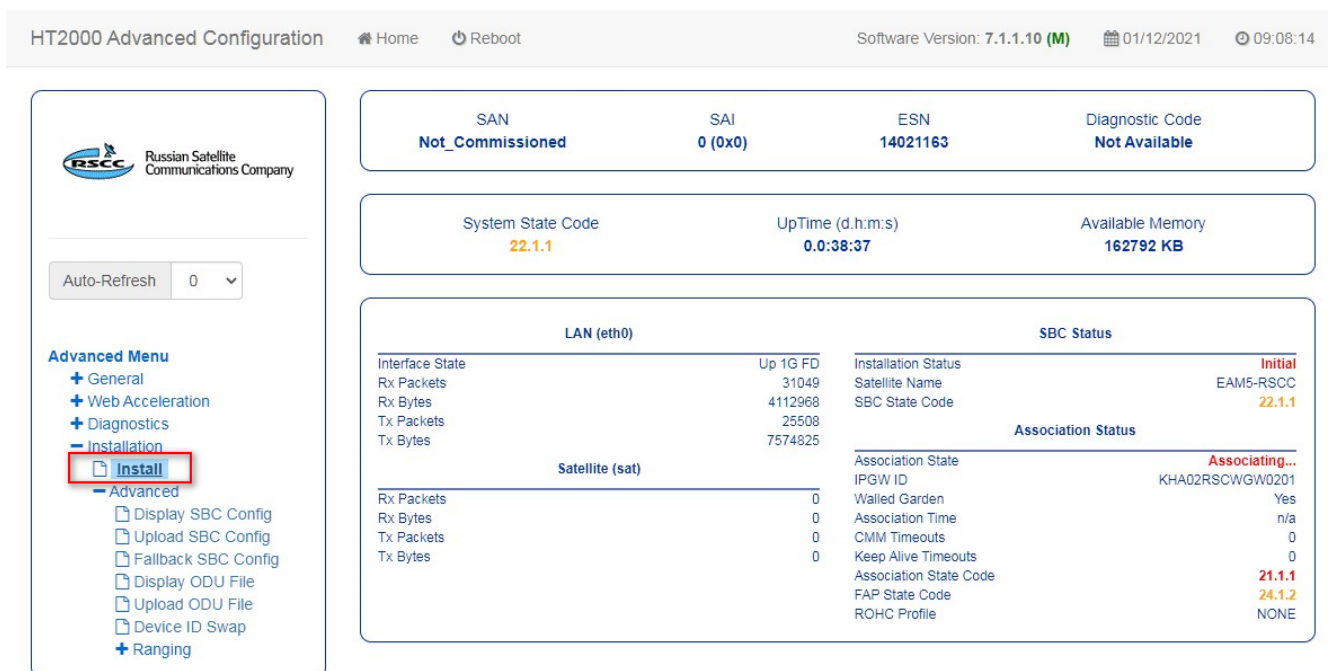 HT2000 Advanced Configuration Home Reboot Software Version: 7.1.1.10 (M) 01/12/2021 09:08:14
RSCC Russian Satellite
Communications Company
Auto-Refresh 0
Advanced Menu
General
Web Acceleration
Diagnostics
Installation
Install
Advanced
Display SBC Config
Upload SBC Config
Fallback SBC Config
Display ODU File
Upload ODU File
Device ID Swap
Ranging
SAN SAI ESN Diagnostic Code
Not_Commissioned 0 (0x0) 14021163 Not Available
System State Code UpTime (d.h:m:s) Available Memory
22.1.1 0.0:38:37 162792 KB
LAN (eth0)
Interface State Up 1G FD
Rx Packets 31049
Rx Bytes 4112968
Tx Packets 25508
Tx Bytes 7574825
Satellite (sat)
Rx Packets 0
Rx Bytes 0
Tx Packets 0
Tx Bytes 0
SBC Status
Installation Status Initial
Satellite Name EAM5-RSCC
SBC State Code 22.1.1
Association Status
Association State Associating...
IPGW ID KHA02RSCWGW0201
Walled Garden Yes
Association Time n/a
CMM Timeouts 0
Keep Alive Timeouts 0
Association State Code 21.1.1
FAP State Code 24.1.2
ROHC Profile NONE